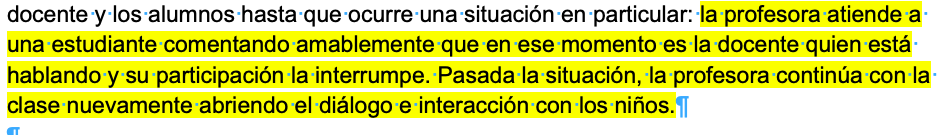 docente y los alumnos hasta que ocurre una situación en particular: la profesora atiende a
una estudiante comentando amablemente que en ese momento es la docente quien está
hablando y su participación la interrumpe. Pasada la situación, la profesora continúa con la
clase nuevamente abriendo el diálogo e interacción con los niños.¶
¶